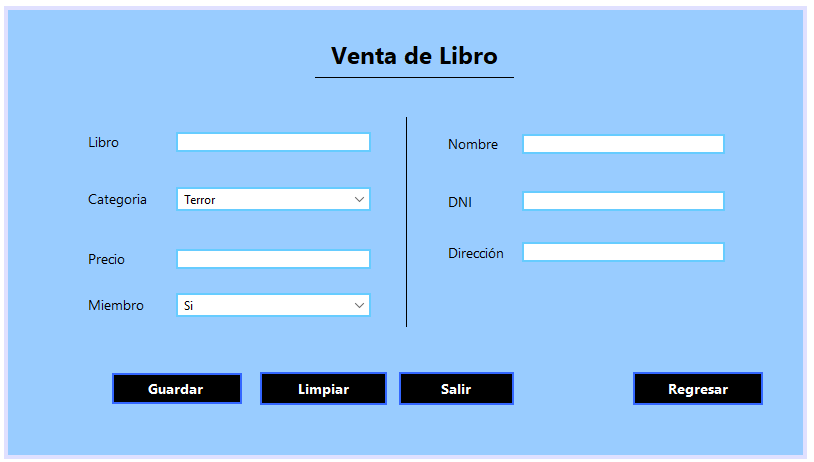 Venta de Libro
Libro
Categoria
Terror
Precio
Miembro
Si
Nombre
DNI
Dirección
Guardar
Limpiar
Salir
Regresar